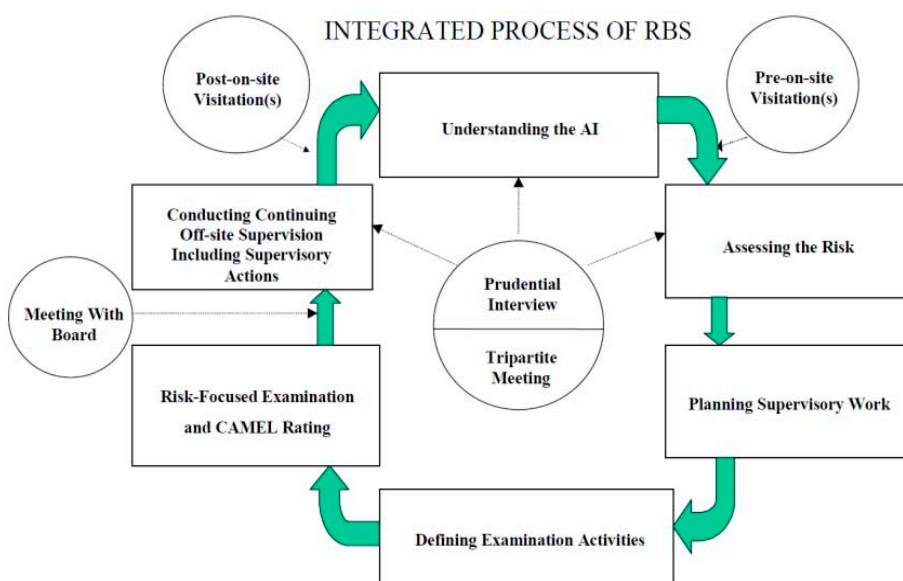 INTEGRATED PROCESS OF RBS
Post-on-site
Visitation(s)
Understanding the AI
Pre-on-site
Visitation(s)
Conducting Continuing
Off-site Supervision
Including Supervisory
Actions
Assessing the Risk
Prudential
Interview
Tripartite
Meeting
Meeting With
Board
Risk-Focused Examination
and CAMEL Rating
Planning Supervisory Work
Defining Examination Activities